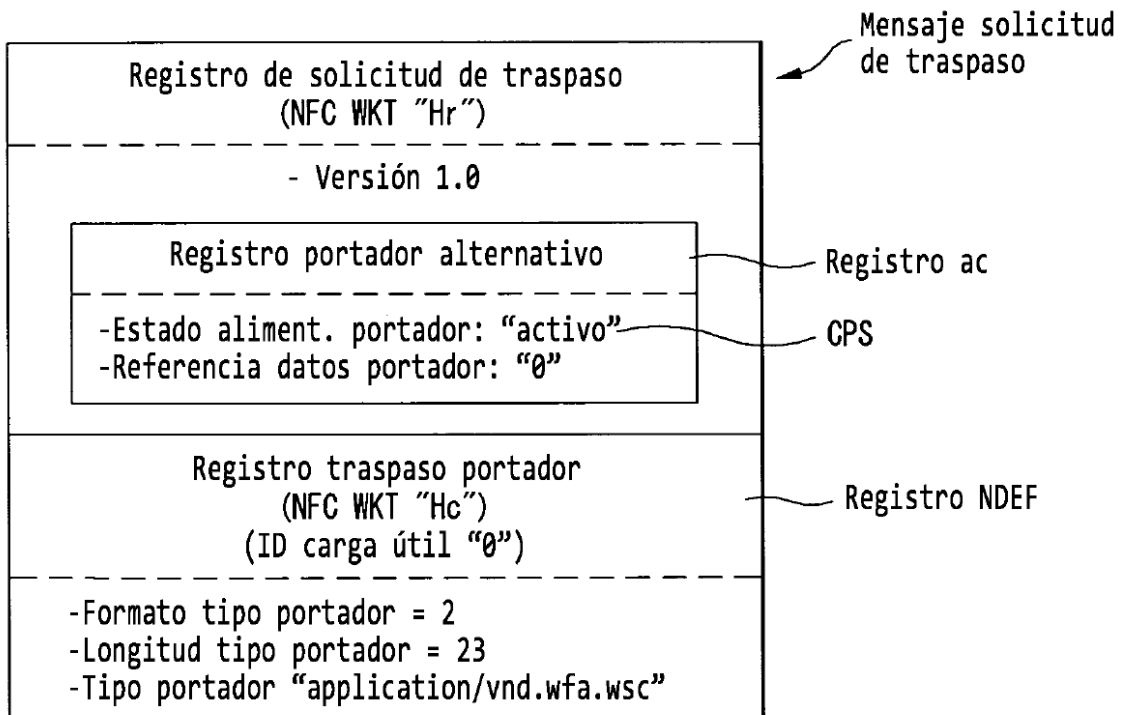 Mensaje solicitud
de traspaso
Registro de solicitud de traspaso
(NFC WKT "Hr")
- Versión 1.0
Registro portador alternativo
Registro ac
-Estado aliment. portador: “activo”
CPS
-Referencia datos portador: “0”
Registro traspaso portador
(NFC WKT "Hc")
(ID carga útil “0”)
Registro NDEF
-Formato tipo portador = 2
-Longitud tipo portador = 23
-Tipo portador “application/vnd.wfa.wsc”